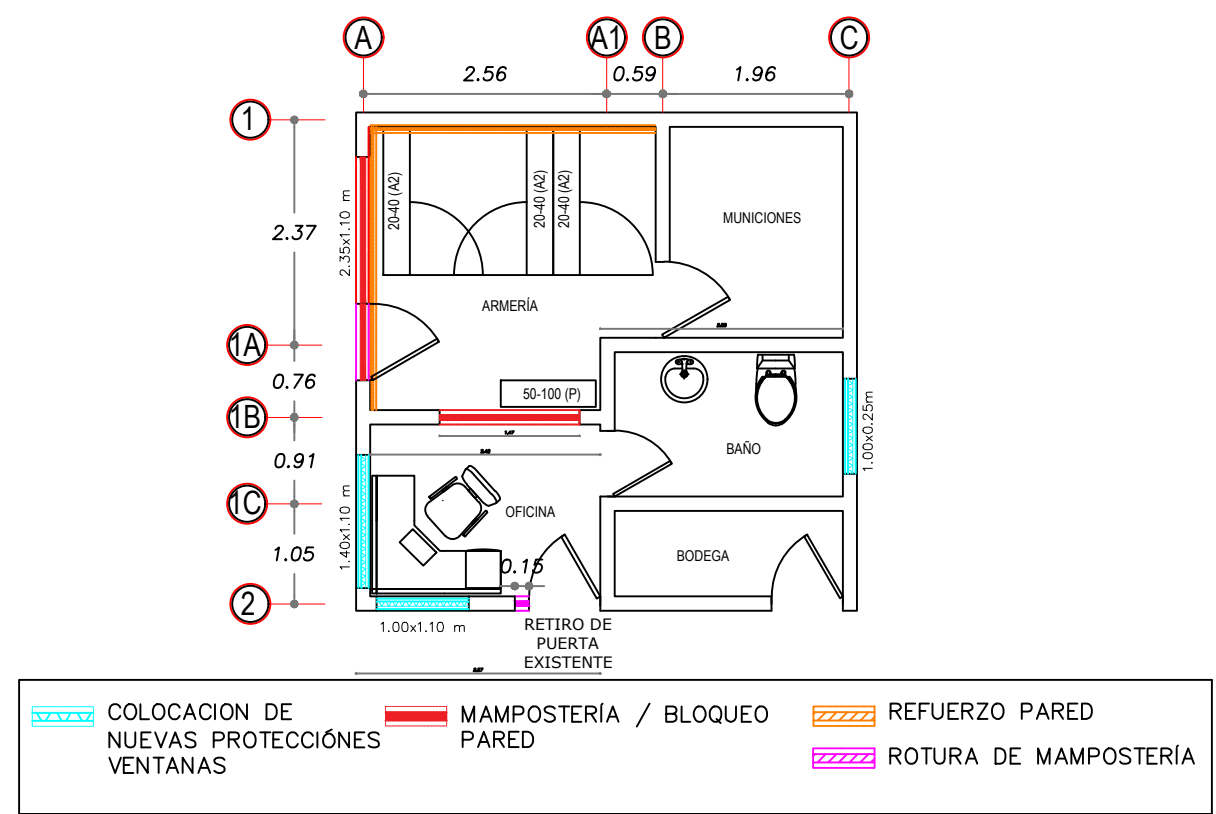 A
A1
B
C
2.56
0.59
1.96
1
2.37
1A
0.76
1B
0.91
1C
1.05
2
2.35x1.10 m
20-40 (A2)
20-40 (A2)
20-40 (A2)
MUNICIONES
ARMERÍA
50-100 (P)
BAÑO
1.00x0.25m
1.40x1.10 m
OFICINA
BODEGA
0.15
1.00x1.10 m
RETIRO DE
PUERTA
EXISTENTE
COLOCACION DE
NUEVAS PROTECCIÓNES
VENTANAS
MAMPOSTERÍA / BLOQUEO
PARED
REFUERZO PARED
ROTURA DE MAMPOSTERÍA